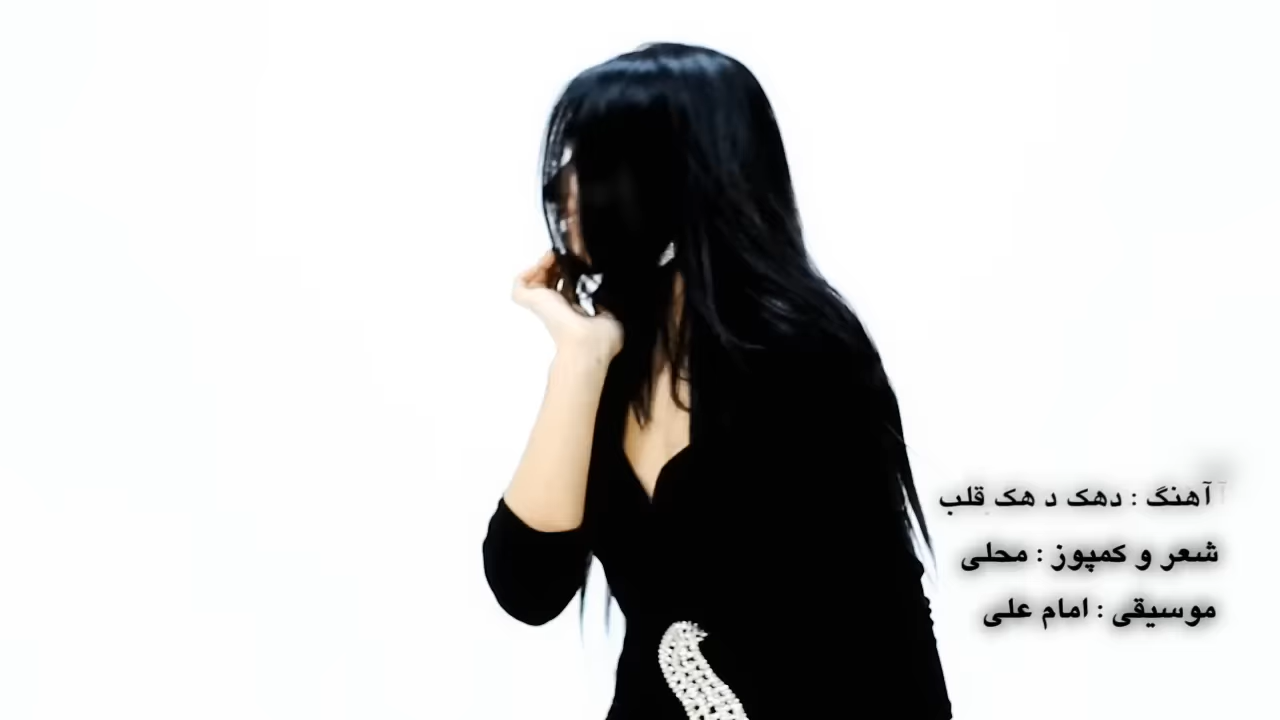 آهنگ : دهک د هک قلب
شعر و کمپوز : محلی
موسیقی : امام علی